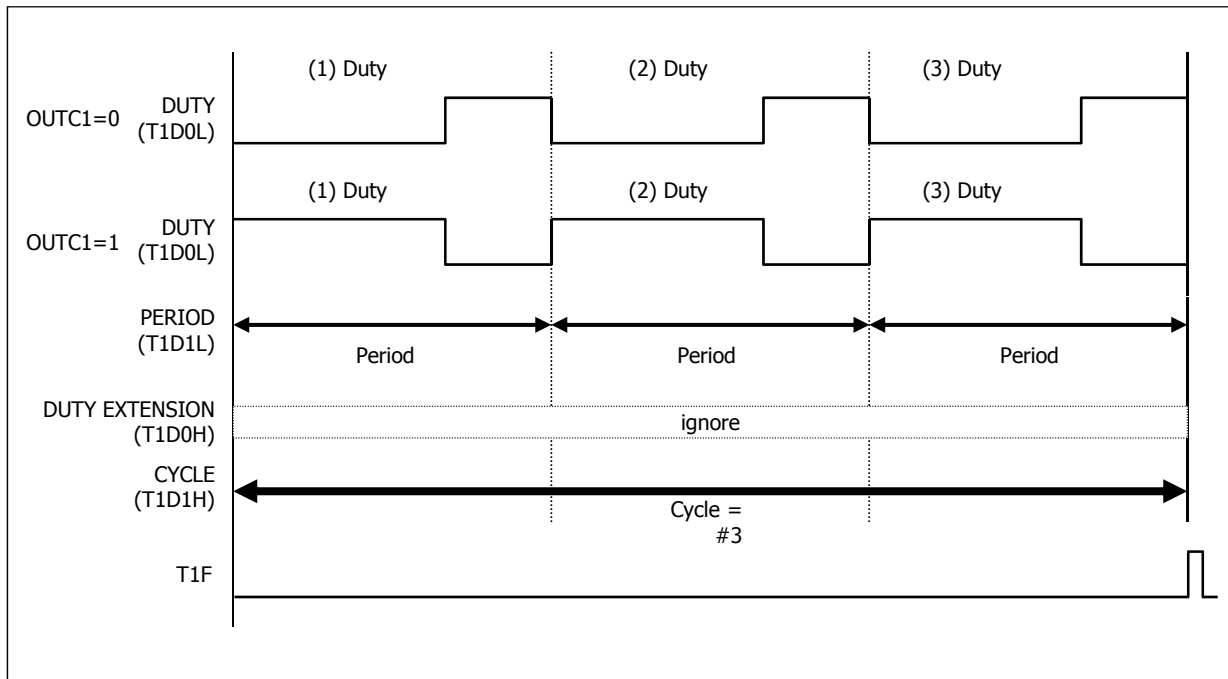 (1) Duty (2) Duty (3) Duty
OUTC1=0 DUTY
(T1D0L)
(1) Duty (2) Duty (3) Duty
OUTC1=1 DUTY
(T1D0L)
PERIOD
(T1D1L)
Period Period Period
DUTY EXTENSION
(T1D0H)
ignore
CYCLE
(T1D1H)
Cycle =
#3
T1F